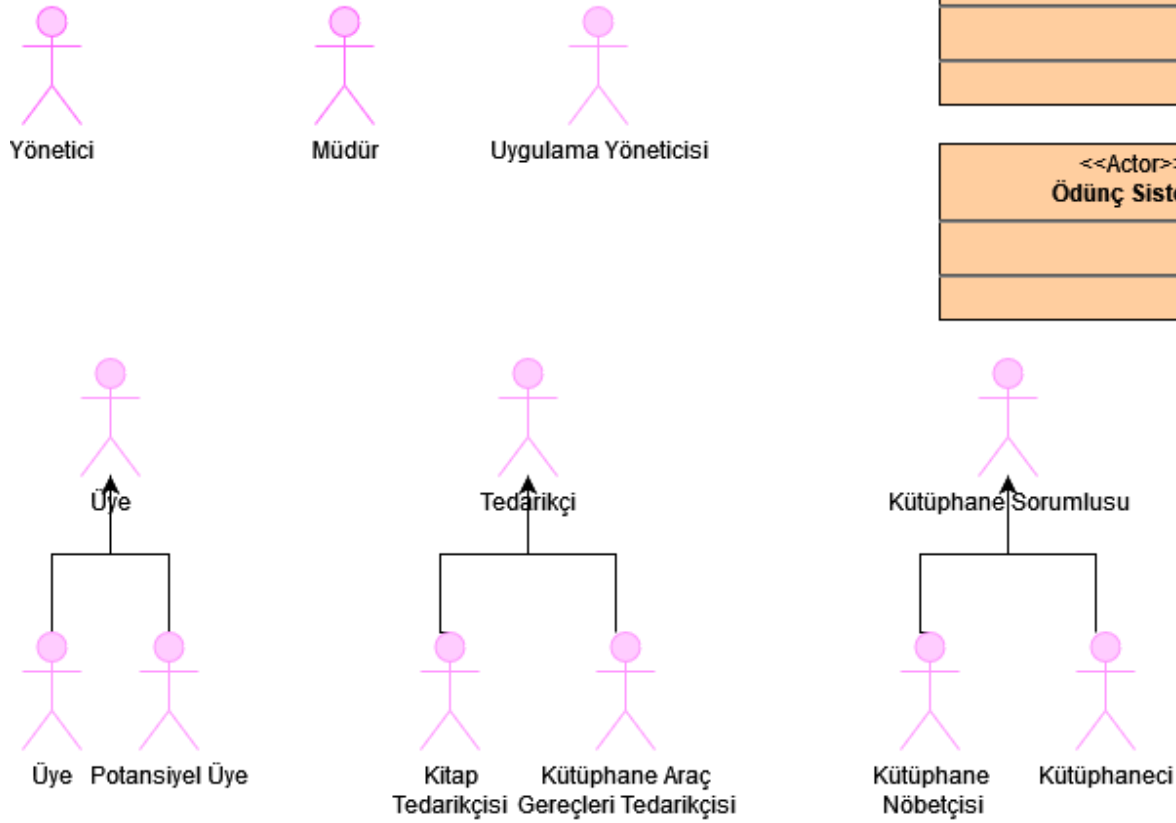 Yönetici
Müdür
Uygulama Yöneticisi
<<Actor>
Ödünç
Üye
Tedarikçi
Kütüphane Sorumlusu
Üye
Potansiyel Üye
Kitap
Tedarikçisi
Kütüphane Araç
Gereçleri Tedarikçisi
Kütüphane
Nöbetçisi
Kütüphaneci